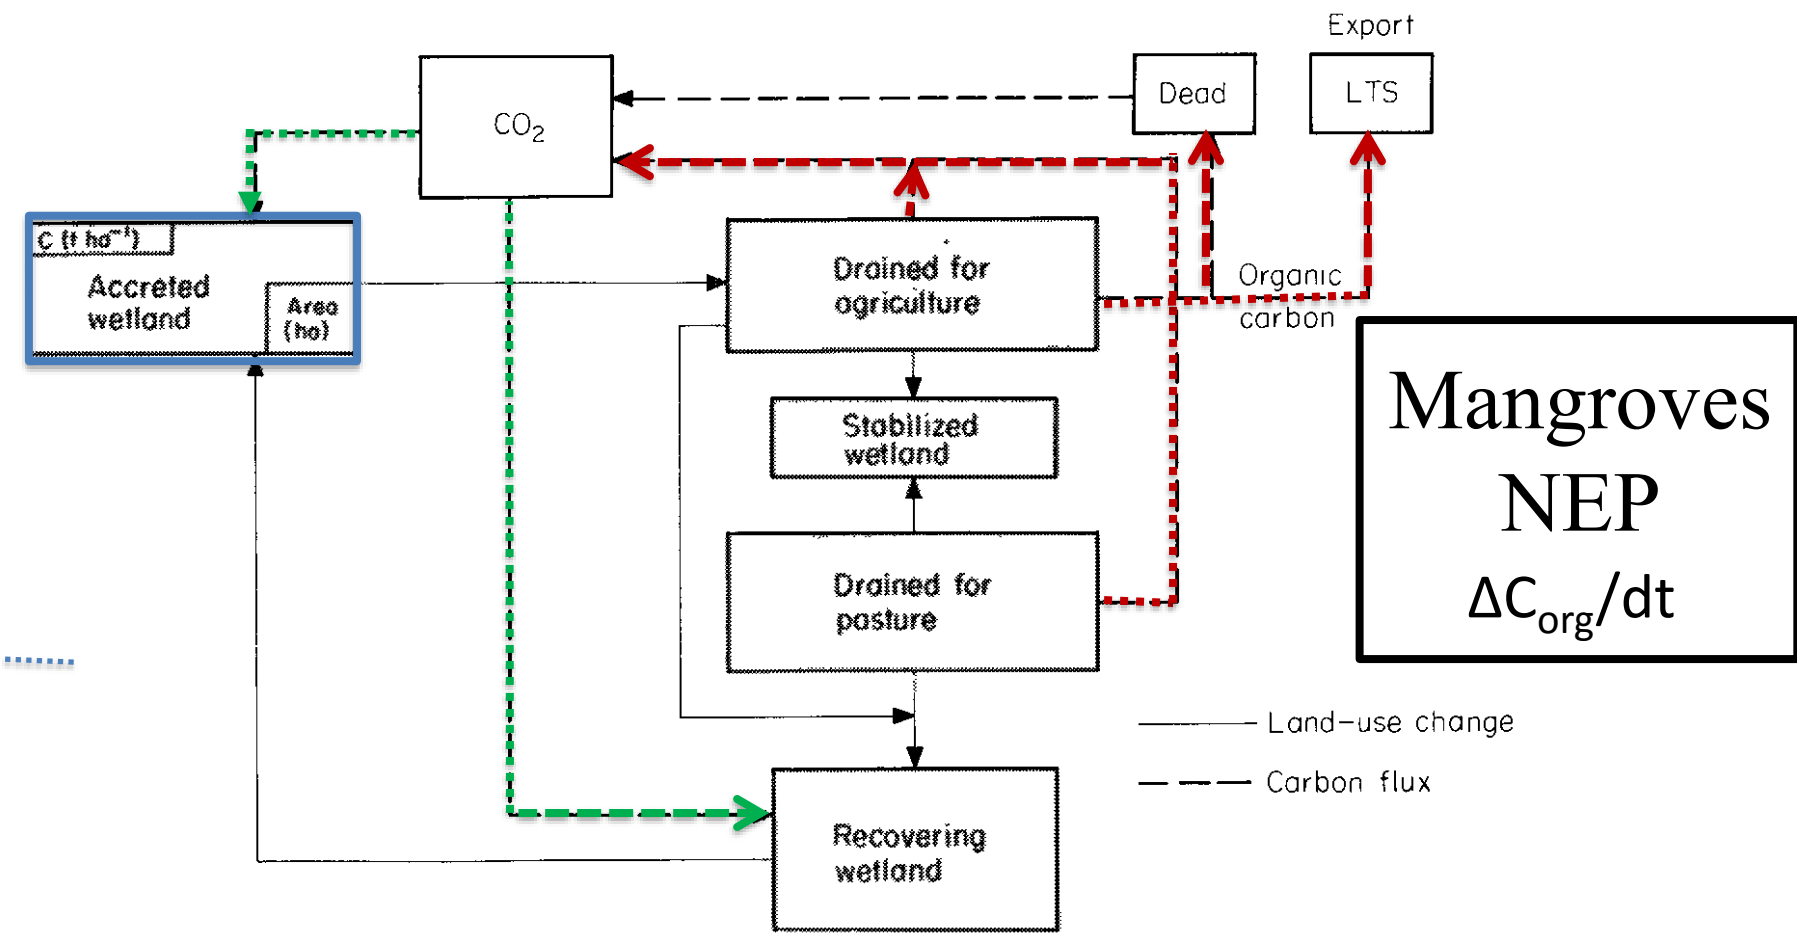 Export
CO₂
Dead
LTS
C (t ha⁻¹)
Accreted
wetland
Area
(ha)
Drained for
agriculture
Organic
carbon
Stabilized
wetland
Mangroves
NEP
ΔCorg/dt
Drained for
pasture
Land-use change
Carbon flux
Recovering
wetland